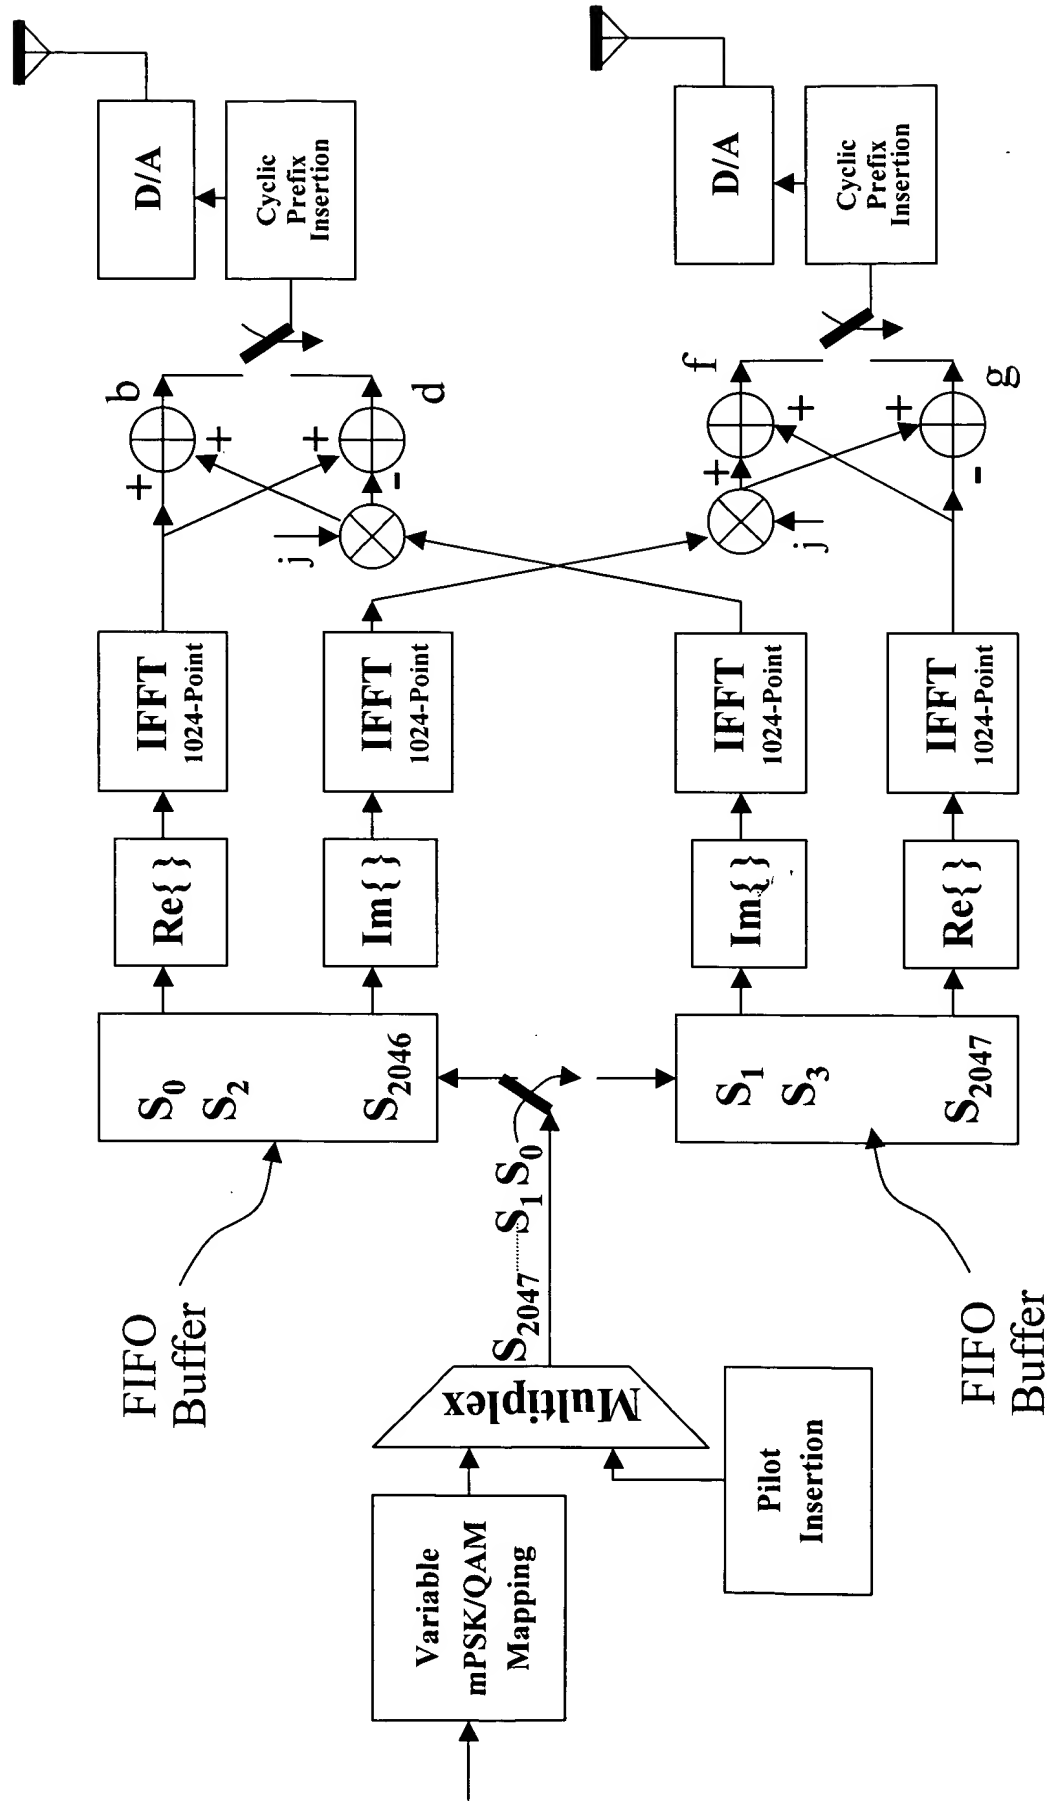 Variable
mPSK/QAM
Mapping
Pilot
Insertion
Multiplex
S2047 S1 S0
FIFO
Buffer
S0
S2
S2046
FIFO
Buffer
S1
S3
S2047
Re{ }
Im{ }
Im{ }
Re{ }
IFFT
1024-Point
IFFT
1024-Point
IFFT
1024-Point
IFFT
1024-Point
j
j
+
+
+
-
+
+
+
-
b
d
f
g
Cyclic
Prefix
Insertion
D/A
Cyclic
Prefix
Insertion
D/A